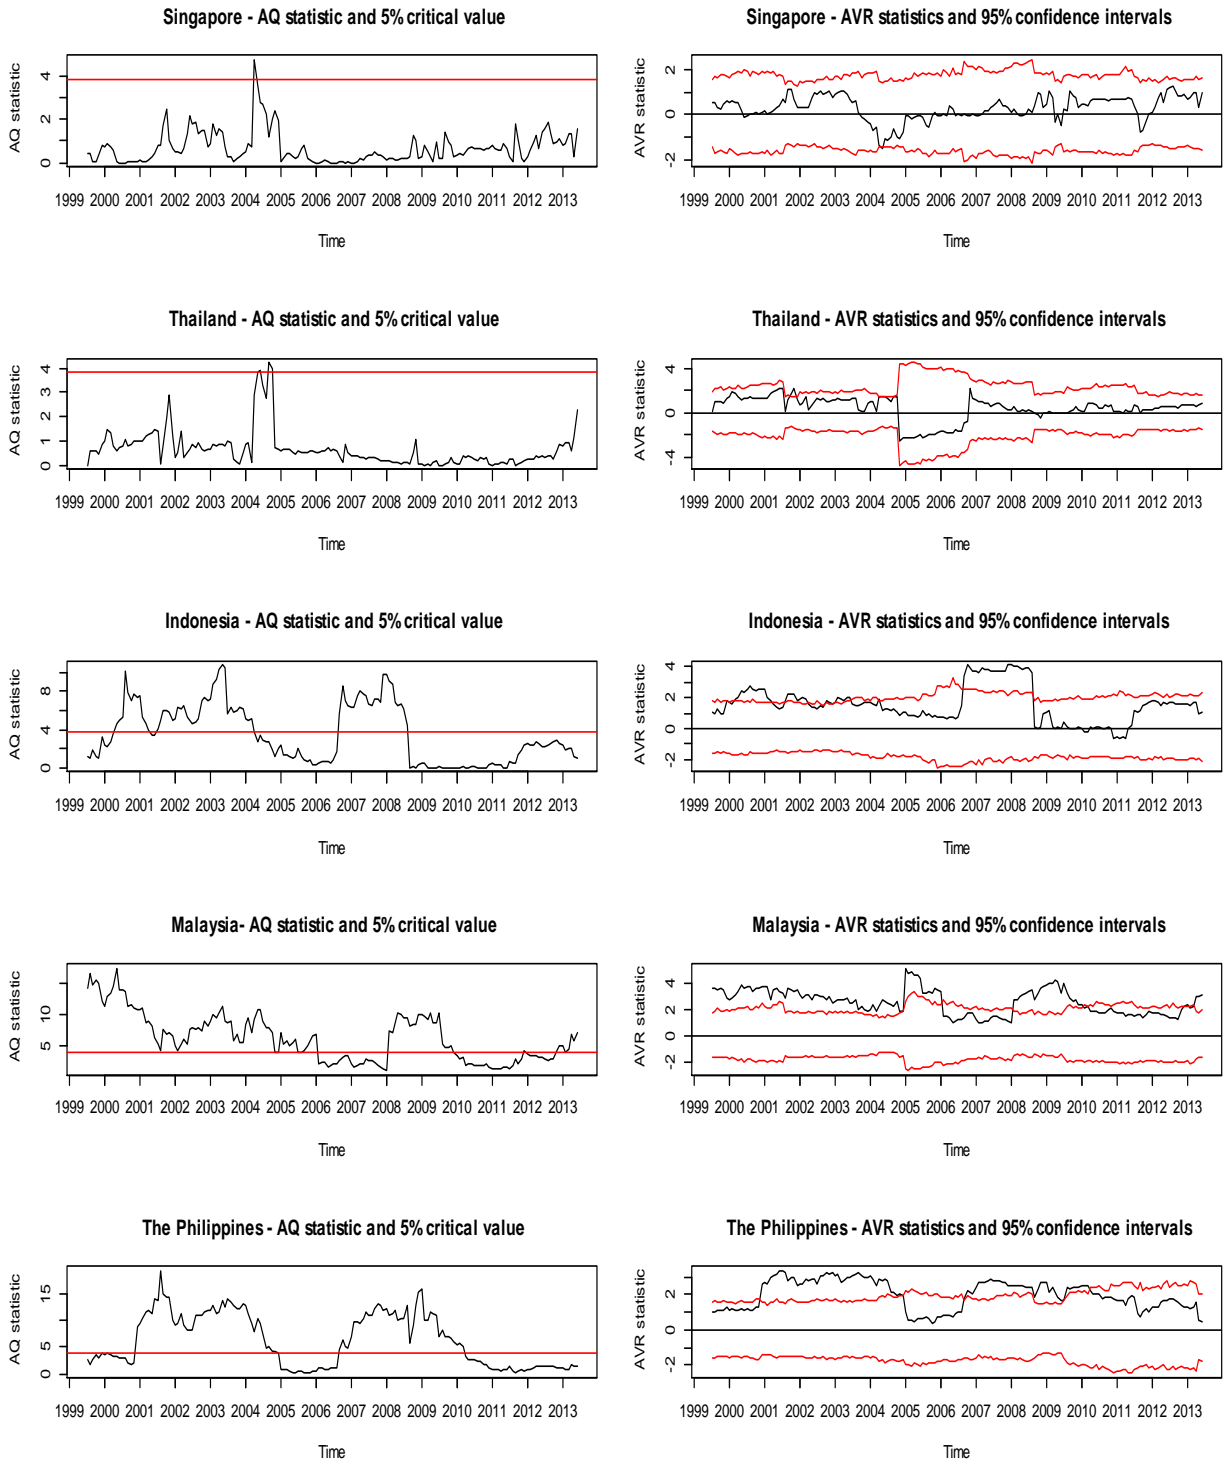 Singapore - AQ statistic and 5% critical value
AQ statistic
4
2
0
1999 2000 2001 2002 2003 2004 2005 2006 2007 2008 2009 2010 2011 2012 2013
Time
Singapore - AVR statistics and 95% confidence intervals
AVR statistic
2
0
-2
1999 2000 2001 2002 2003 2004 2005 2006 2007 2008 2009 2010 2011 2012 2013
Time
Thailand - AQ statistic and 5% critical value
AQ statistic
4
3
2
1
0
1999 2000 2001 2002 2003 2004 2005 2006 2007 2008 2009 2010 2011 2012 2013
Time
Thailand - AVR statistics and 95% confidence intervals
AVR statistic
4
2
0
-4
1999 2000 2001 2002 2003 2004 2005 2006 2007 2008 2009 2010 2011 2012 2013
Time
Indonesia - AQ statistic and 5% critical value
AQ statistic
8
4
0
1999 2000 2001 2002 2003 2004 2005 2006 2007 2008 2009 2010 2011 2012 2013
Time
Indonesia - AVR statistics and 95% confidence intervals
AVR statistic
4
2
0
-2
1999 2000 2001 2002 2003 2004 2005 2006 2007 2008 2009 2010 2011 2012 2013
Time
Malaysia- AQ statistic and 5% critical value
AQ statistic
10
5
1999 2000 2001 2002 2003 2004 2005 2006 2007 2008 2009 2010 2011 2012 2013
Time
Malaysia - AVR statistics and 95% confidence intervals
AVR statistic
4
2
0
-2
1999 2000 2001 2002 2003 2004 2005 2006 2007 2008 2009 2010 2011 2012 2013
Time
The Philippines - AQ statistic and 5% critical value
AQ statistic
15
5
0
1999 2000 2001 2002 2003 2004 2005 2006 2007 2008 2009 2010 2011 2012 2013
Time
The Philippines - AVR statistics and 95% confidence intervals
AVR statistic
2
0
-2
1999 2000 2001 2002 2003 2004 2005 2006 2007 2008 2009 2010 2011 2012 2013
Time